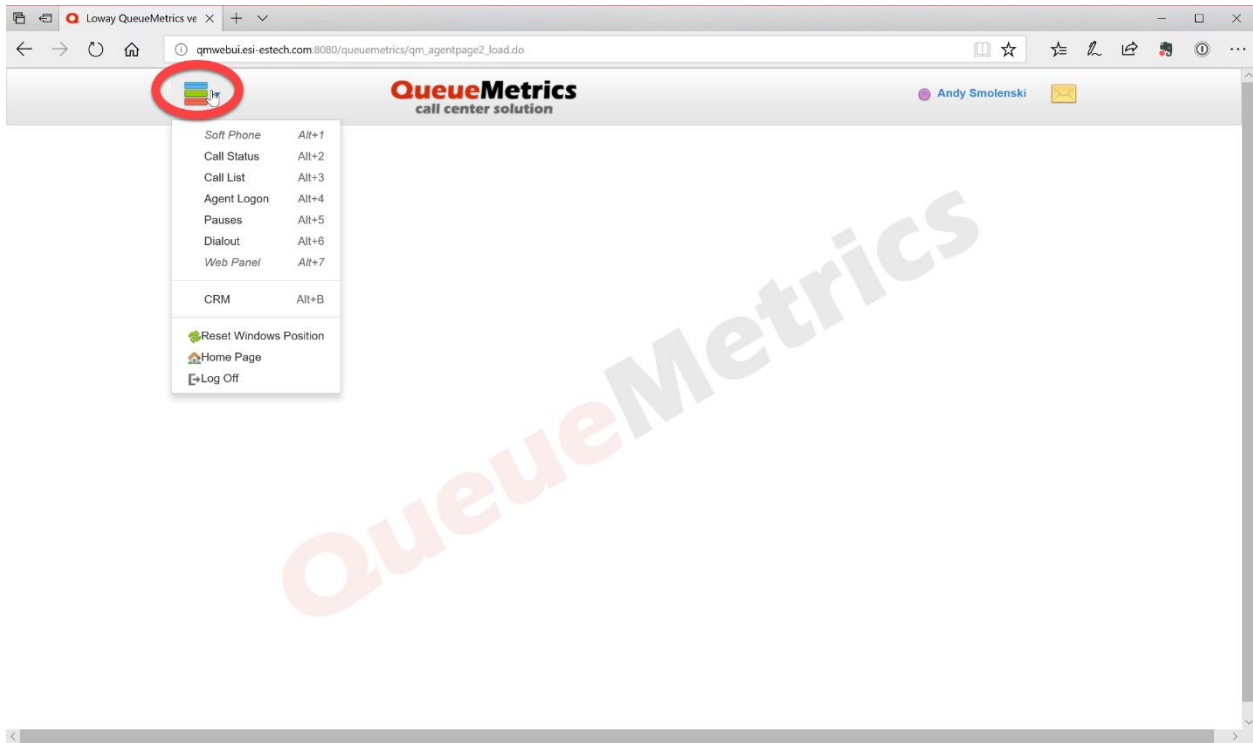 Loway QueueMetrics ve
qmwebui.esi-estech.com:8080/queuemetrics/qm_agentpage2_load.do
QueueMetrics
call center solution
Andy Smolenski
Soft Phone Alt+1
Call Status Alt+2
Call List Alt+3
Agent Logon Alt+4
Pauses Alt+5
Dialout Alt+6
Web Panel Alt+7
CRM Alt+B
Reset Windows Position
Home Page
Log Off
QueueMetrics